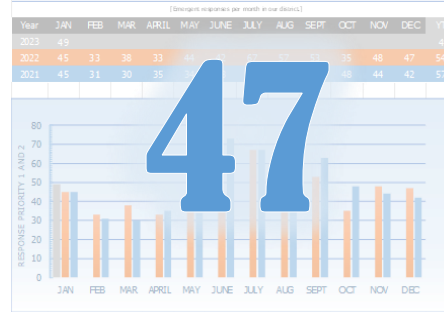 [Emergent responses per month in our district.]
Year JAN FEB MAR APRIL MAY JUNE JULY AUG SEPT OCT NOV DEC
2023 49
2022 45 33 38 33 35 48 47
2021 45 31 30 35 48 44 42
47
RESPONSE PRIORITY 1 AND 2
80
70
60
50
40
30
20
10
0
JAN FEB MAR APRIL MAY JUNE JULY AUG SEPT OCT NOV DEC